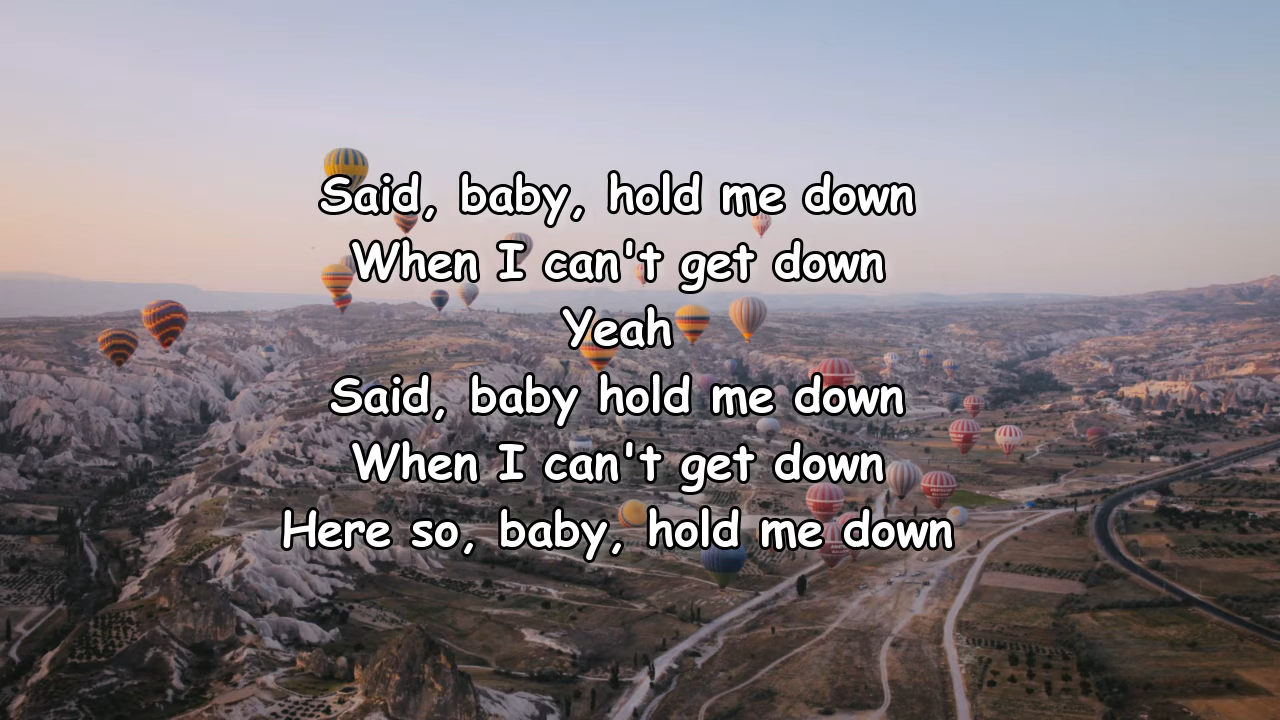 Said, baby, hold me down
When I can't get down
Yeah
Said, baby hold me down
When I can't get down
Here so, baby, hold me down